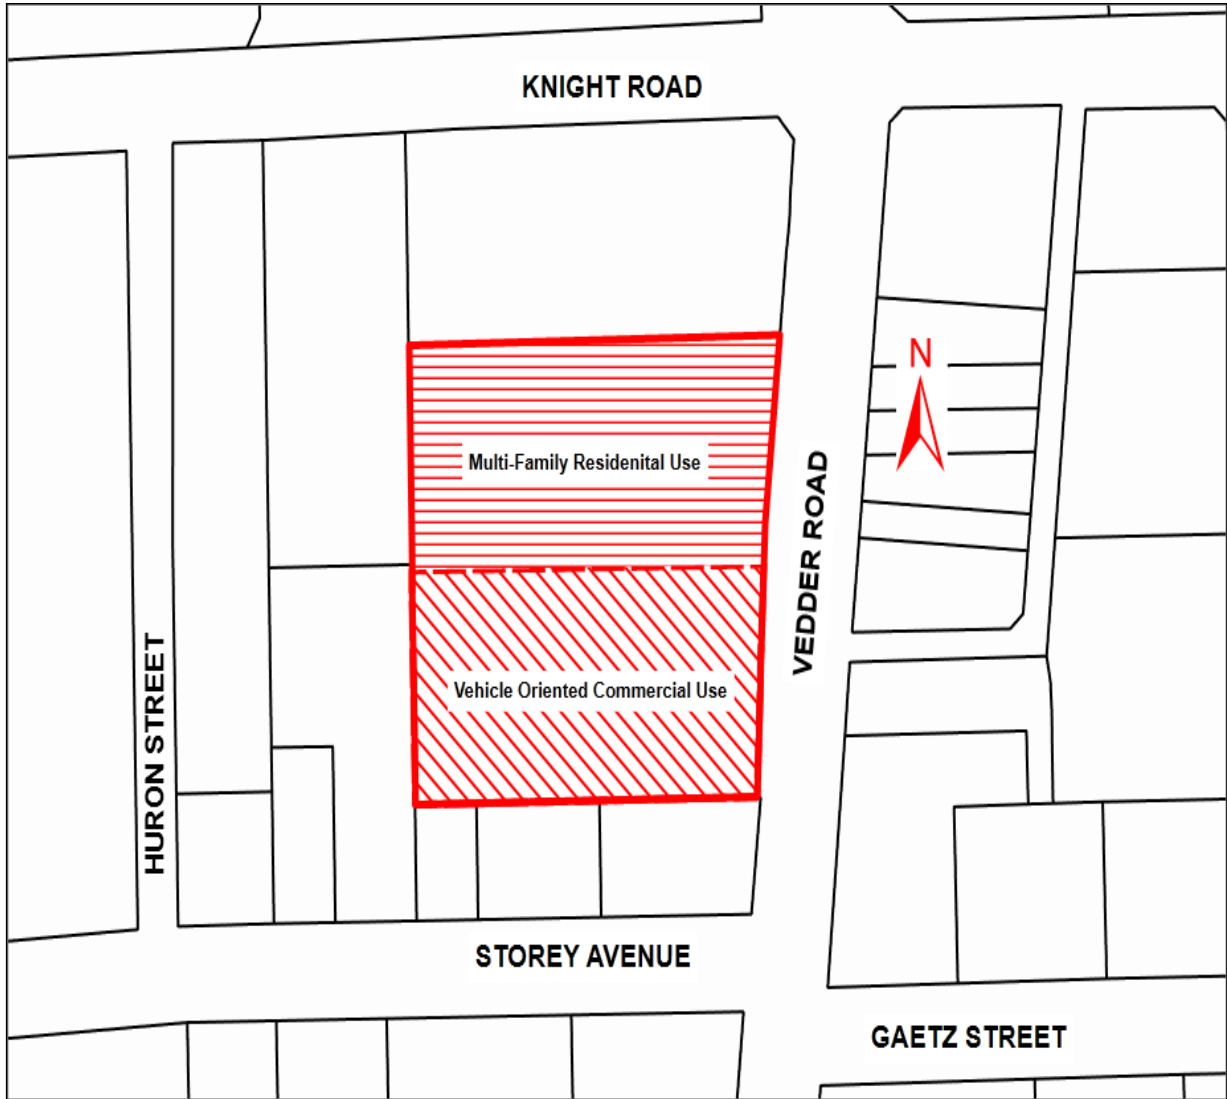 KNIGHT ROAD
N
Multi-Family Residenital Use
VEDDER ROAD
Vehicle Oriented Commercial Use
HURON STREET
STOREY AVENUE
GAETZ STREET